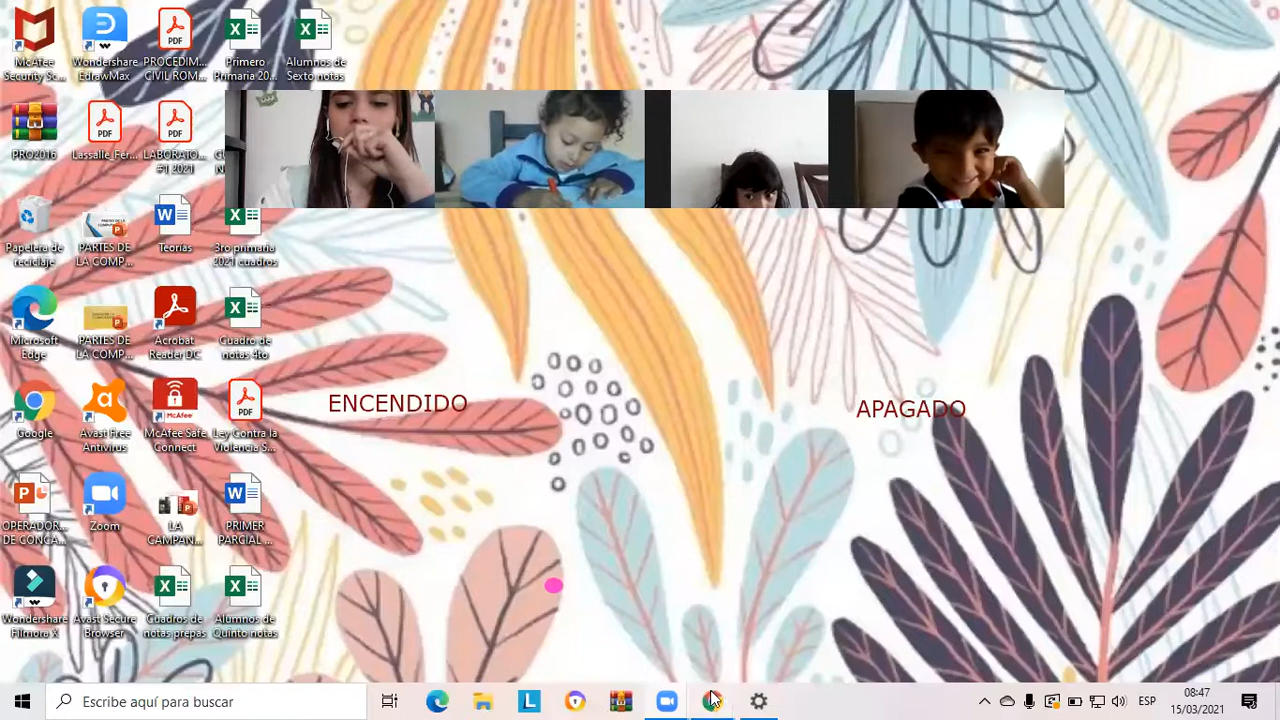 McAfee
Security Sc...
Wondershare
EdrawMax
PROCEDIM...
CIVIL ROM...
Primero
Primaria 20...
Alumnos de
Sexto notas
PRO2016
Lassalle_Fer...
LABORATO...
#1 2021
Papelera de
reciclaje
PARTES DE
LA COMP...
Teorías
3ro primaria
2021 cuadros
Microsoft
Edge
PARTES DE
LA COMP...
Acrobat
Reader DC
Cuadro de
notas 4to
ENCENDIDO
APAGADO
Google
Avast Free
Antivirus
McAfee Safe
Connect
Ley Contra la
Violencia S...
OPERADOR...
DE CONCA...
Zoom
LA
CAMPAN...
PRIMER
PARCIAL ...
Wondershare
Filmora X
Avast Secure
Browser
Cuadros de
notas prepas
Alumnos de
Quinto notas
Escribe aquí para buscar
ESP
08:47
15/03/2021